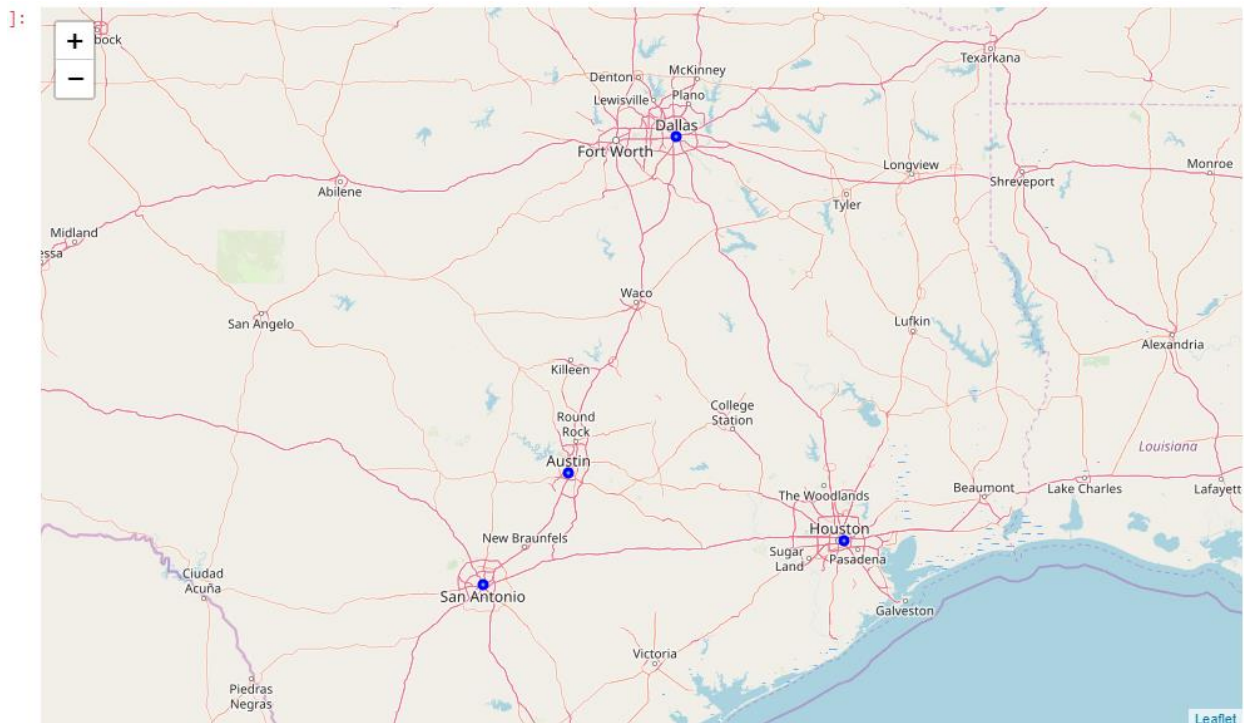 ]:
+
bock
−
Texarkana
McKinney
Denton
Plano
Lewisville
Dallas
Fort Worth
Longview
Monroe
Shreveport
Abilene
Tyler
Midland
essa
Waco
San Angelo
Lufkin
Alexandria
Killeen
College
Station
Round
Rock
Louisiana
Austin
Beaumont
Lake Charles
Lafayett
The Woodlands
Houston
New Braunfels
Sugar
Land
Pasadena
Ciudad
Acuña
San Antonio
Galveston
Victoria
Piedras
Negras
Leaflet